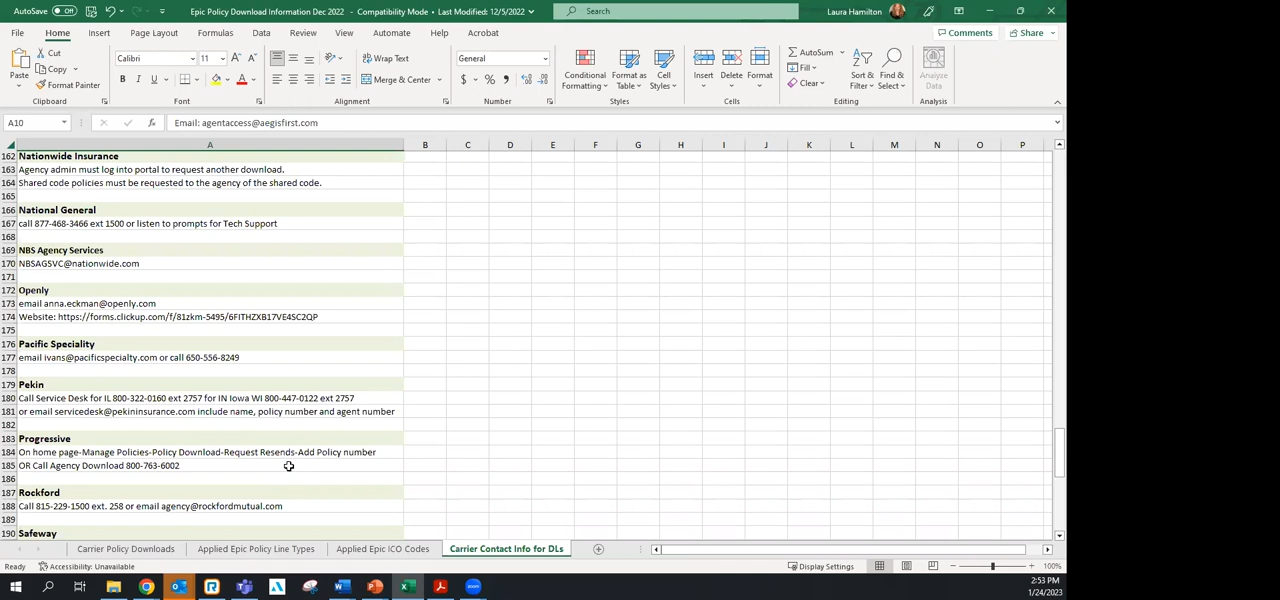 AutoSave Off Epic Policy Download Information Dec 2022 - Compatibility Mode • Last Modified: 12/5/2022 Search Laura Hamilton
File Home Insert Page Layout Formulas Data Review View Automate Help Acrobat Comments Share
Paste Cut Copy Format Painter Clipboard
Calibri 11 A A B I U A Font
Wrap Text Merge & Center Alignment
General $ % , Number
Conditional Formatting Format as Table Cell Styles Styles
Insert Delete Format Cells
AutoSum Fill Clear Sort & Filter Find & Select Editing
Analyze Data Analysis
A10 fx Email: agentaccess@aegisfirst.com
A B C D E F G H I J K L M N O P
162 Nationwide Insurance
163 Agency admin must log into portal to request another download.
164 Shared code policies must be requested to the agency of the shared code.
165
166 National General
167 call 877-468-3466 ext 1500 or listen to prompts for Tech Support
168
169 NBS Agency Services
170 NBSAGSVC@nationwide.com
171
172 Openly
173 email anna.eckman@openly.com
174 Website: https://forms.clickup.com/f/81zkm-5495/6FITHZXB17VE4SC2QP
175
176 Pacific Speciality
177 email ivans@pacificspecialty.com or call 650-556-8249
178
179 Pekin
180 Call Service Desk for IL 800-322-0160 ext 2757 for IN Iowa WI 800-447-0122 ext 2757
181 or email servicedesk@pekininsurance.com include name, policy number and agent number
182
183 Progressive
184 On home page-Manage Policies-Policy Download-Request Resends-Add Policy number
185 OR Call Agency Download 800-763-6002
186
187 Rockford
188 Call 815-229-1500 ext. 258 or email agency@rockfordmutual.com
189
190 Safeway
Carrier Policy Downloads Applied Epic Policy Line Types Applied Epic ICO Codes Carrier Contact Info for DLs
Ready Accessibility: Unavailable Display Settings 100%
2:53 PM
1/24/2023